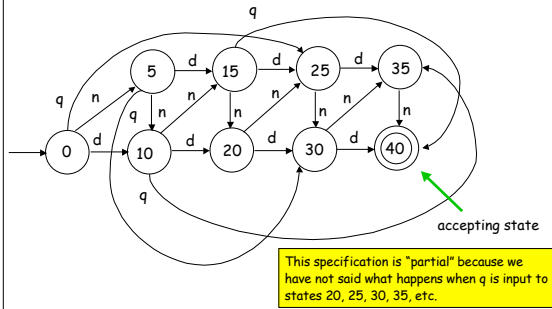 q
5 d 15 d 25 d 35
q n n q n n n n n n
0 d 10 d 20 d 30 d 40
q
accepting state
This specification is "partial" because we
have not said what happens when q is input to
states 20, 25, 30, 35, etc.